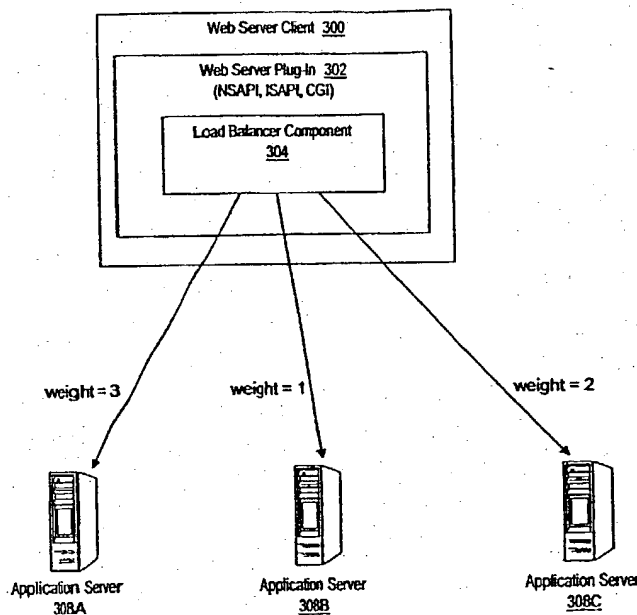 Web Server Client 300
Web Server Plug-In 302
(NSAPI, ISAPI, CGI)
Load Balancer Component
304
weight = 3
weight = 1
weight = 2
Application Server
308A
Application Server
308B
Application Server
308C